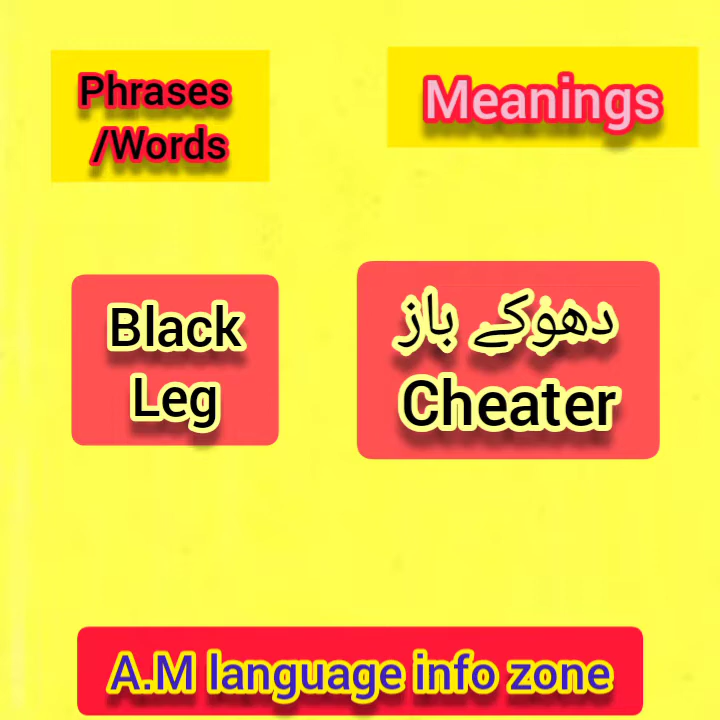 Phrases
/Words
Meanings
Black
Leg
دھوکے باز
Cheater
A.M language info zone